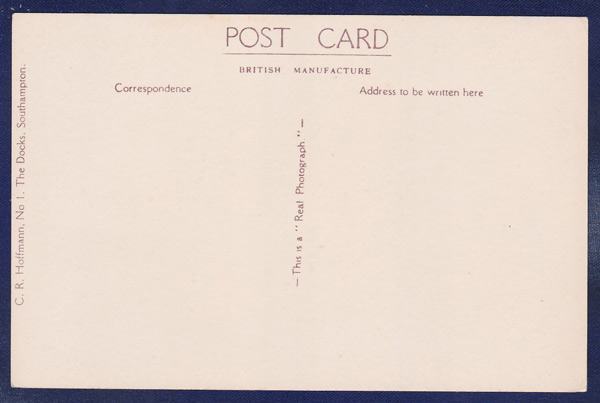 POST CARD
BRITISH MANUFACTURE
Correspondence
Address to be written here
—This is a "Real Photograph"—
C. R. Hoffmann, No 1, The Docks, Southampton.